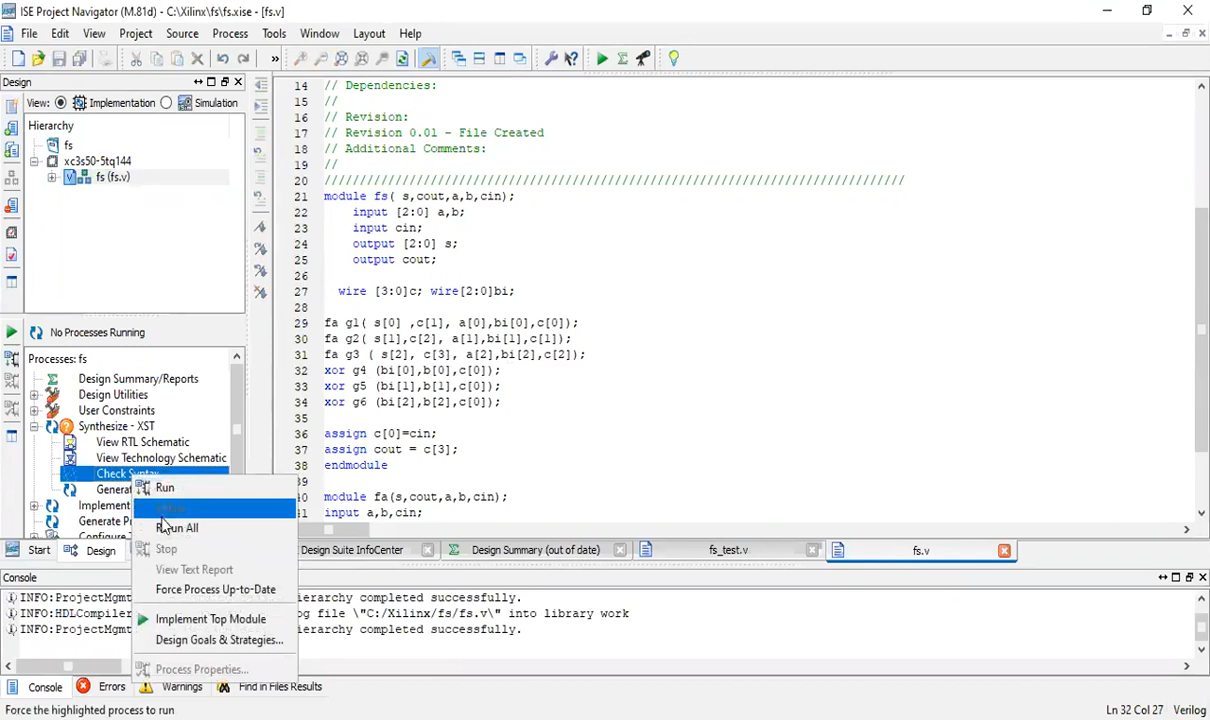 ISE Project Navigator (M.81d) - C:\Xilinx\fs\fs.xise - [fs.v]
File Edit View Project Source Process Tools Window Layout Help
Design
View: Implementation Simulation
Hierarchy
fs
xc3s50-5tq144
fs (fs.v)
No Processes Running
Processes: fs
Design Summary/Reports
Design Utilities
User Constraints
Synthesize - XST
View RTL Schematic
View Technology Schematic
Check Syntax
Implement
Start
Design
Run
Stop
View Text Report
Force Process Up-to-Date
Implement Top Module
Design Goals & Strategies...
Process Properties...
14 // Dependencies:
15 //
16 // Revision:
17 // Revision 0.01 - File Created
18 // Additional Comments:
19 //
20 ////////////////////////////////////////////////////////////////////////////////
21 module fs( s,cout,a,b,cin);
22 input [2:0] a,b;
23 input cin;
24 output [2:0] s;
25 output cout;
26
27 wire [3:0]c; wire[2:0]bi;
28
29 fa g1( s[0] ,c[1], a[0],bi[0],c[0]);
30 fa g2( s[1],c[2], a[1],bi[1],c[1]);
31 fa g3 ( s[2], c[3], a[2],bi[2],c[2]);
32 xor g4 (bi[0],b[0],c[0]);
33 xor g5 (bi[1],b[1],c[0]);
34 xor g6 (bi[2],b[2],c[0]);
35
36 assign c[0]=cin;
37 assign cout = c[3];
38 endmodule
39
module fa(s,cout,a,b,cin);
input a,b,cin;
Design Suite InfoCenter
Design Summary (out of date)
fs_test.v
fs.v
Console
INFO:ProjectMgmt erarchy completed successfully.
INFO:HDLCompiler og file \"C:/Xilinx/fs/fs.v\" into library work
INFO:ProjectMgmt erarchy completed successfully.
Console Errors Warnings Find in Files Results
Force the highlighted process to run
Ln 32 Col 27 Verilog